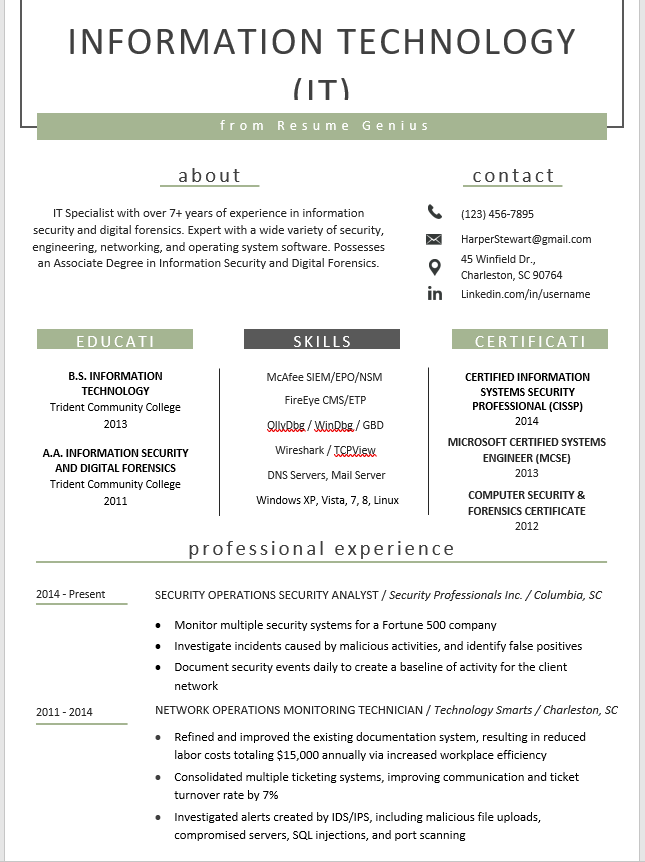 INFORMATION TECHNOLOGY
(IT)
from Resume Genius
about
IT Specialist with over 7+ years of experience in information
security and digital forensics. Expert with a wide variety of security,
engineering, networking, and operating system software. Possesses
an Associate Degree in Information Security and Digital Forensics.
contact
(123) 456-7895
HarperStewart@gmail.com
45 Winfield Dr.,
Charleston, SC 90764
Linkedin.com/in/username
EDUCATI
B.S. INFORMATION
TECHNOLOGY
Trident Community College
2013
A.A. INFORMATION SECURITY
AND DIGITAL FORENSICS
Trident Community College
2011
SKILLS
McAfee SIEM/EPO/NSM
FireEye CMS/ETP
OllyDbg / WinDbg / GBD
Wireshark / TCPView
DNS Servers, Mail Server
Windows XP, Vista, 7, 8, Linux
CERTIFICATI
CERTIFIED INFORMATION
SYSTEMS SECURITY
PROFESSIONAL (CISSP)
2014
MICROSOFT CERTIFIED SYSTEMS
ENGINEER (MCSE)
2013
COMPUTER SECURITY &
FORENSICS CERTIFICATE
2012
professional experience
2014 - Present
SECURITY OPERATIONS SECURITY ANALYST / Security Professionals Inc. / Columbia, SC
• Monitor multiple security systems for a Fortune 500 company
• Investigate incidents caused by malicious activities, and identify false positives
• Document security events daily to create a baseline of activity for the client
network
2011 - 2014
NETWORK OPERATIONS MONITORING TECHNICIAN / Technology Smarts / Charleston, SC
• Refined and improved the existing documentation system, resulting in reduced
labor costs totaling $15,000 annually via increased workplace efficiency
• Consolidated multiple ticketing systems, improving communication and ticket
turnover rate by 7%
• Investigated alerts created by IDS/IPS, including malicious file uploads,
compromised servers, SQL injections, and port scanning